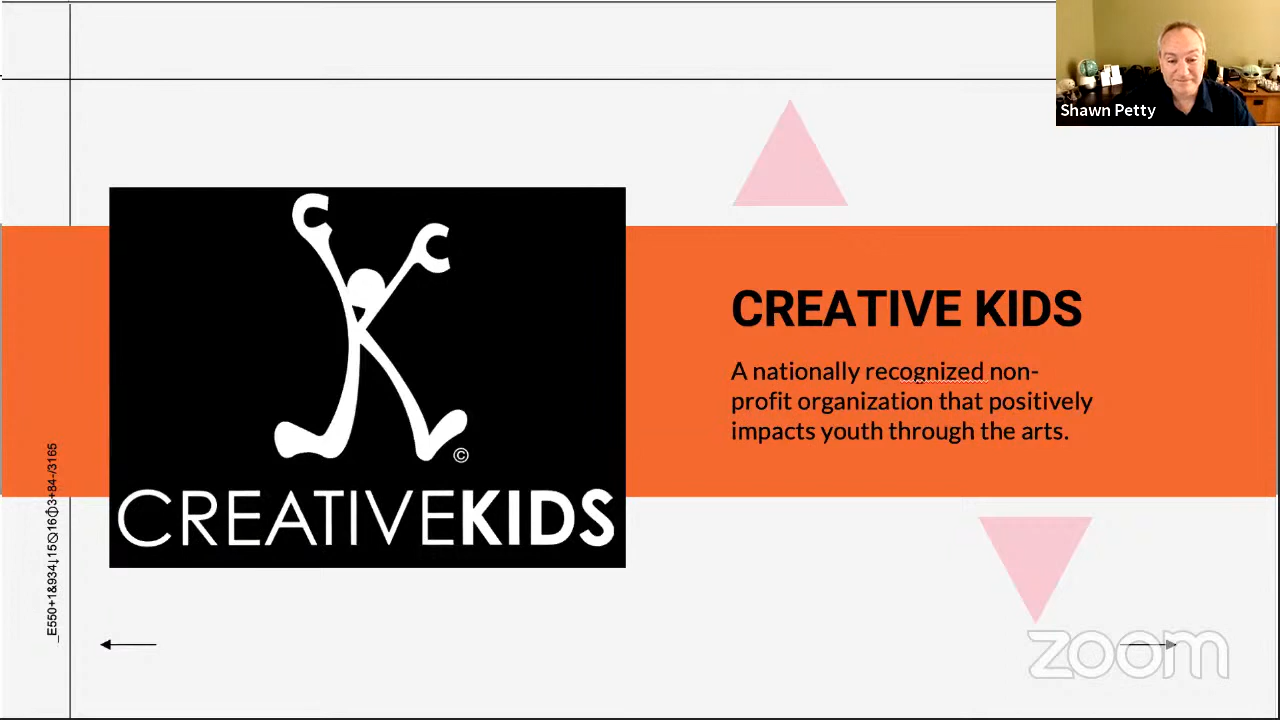 Shawn Petty
CREATIVE KIDS
A nationally recognized non-
profit organization that positively
impacts youth through the arts.
©
CREATIVEKIDS
zoom